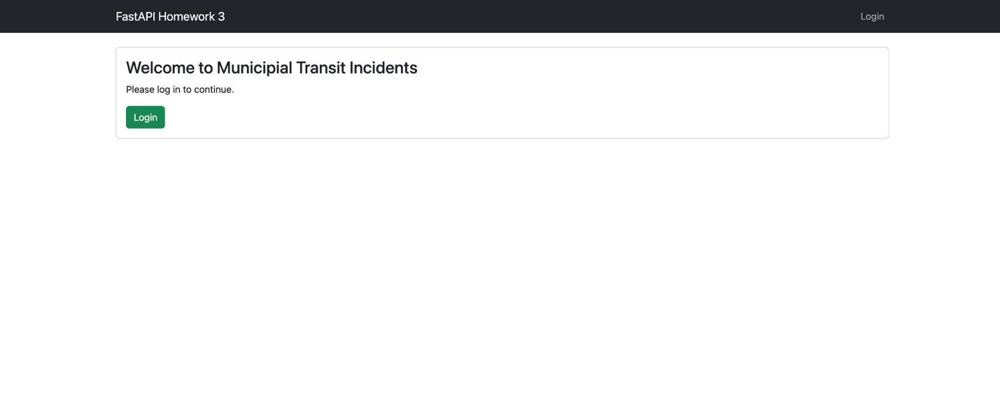 FastAPI Homework 3
Login
Welcome to Municipial Transit Incidents
Please log in to continue.
Login